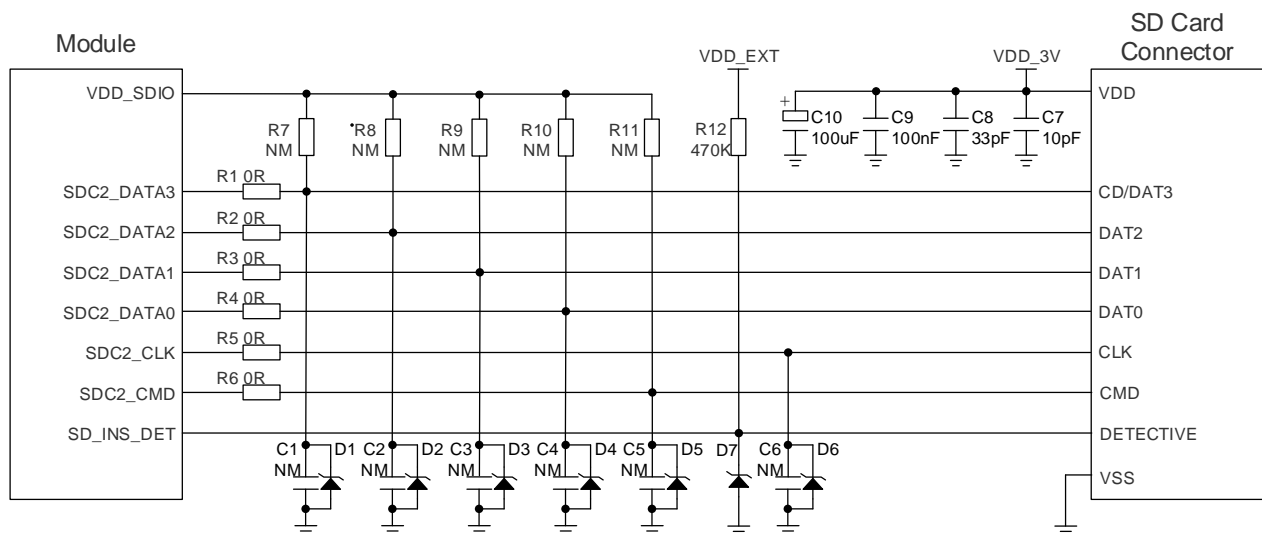 Module
SD Card
Connector
VDD_EXT
VDD_3V
VDD_SDIO
VDD
R7
NM
R8
NM
R9
NM
R10
NM
R11
NM
R12
470K
+
C10
100uF
C9
100nF
C8
33pF
C7
10pF
SDC2_DATA3
R1 0R
CD/DAT3
SDC2_DATA2
R2 0R
DAT2
SDC2_DATA1
R3 0R
DAT1
SDC2_DATA0
R4 0R
DAT0
SDC2_CLK
R5 0R
CLK
SDC2_CMD
R6 0R
CMD
SD_INS_DET
DETECTIVE
C1
NM
D1
C2
NM
D2
C3
NM
D3
C4
NM
D4
C5
NM
D5
D7
C6
NM
D6
VSS